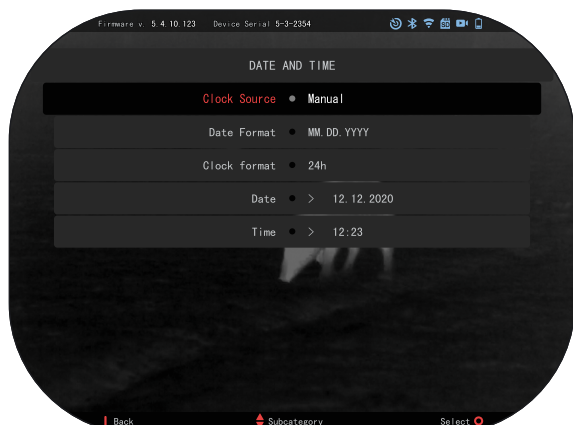 Firmware v. 5.4.10.123 Device Serial 5-3-2354
DATE AND TIME
Clock Source Manual
Date Format MM.DD.YYYY
Clock format 24h
Date > 12.12.2020
Time > 12:23
Back Subcategory Select